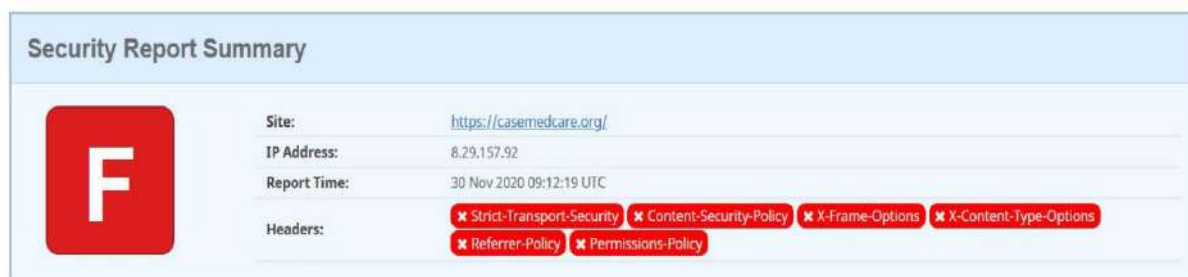 Security Report Summary
F
Site: https://casemedcare.org/
IP Address: 8.29.157.92
Report Time: 30 Nov 2020 09:12:19 UTC
Headers: ✖ Strict-Transport-Security ✖ Content-Security-Policy ✖ X-Frame-Options ✖ X-Content-Type-Options
✖ Referrer-Policy ✖ Permissions-Policy